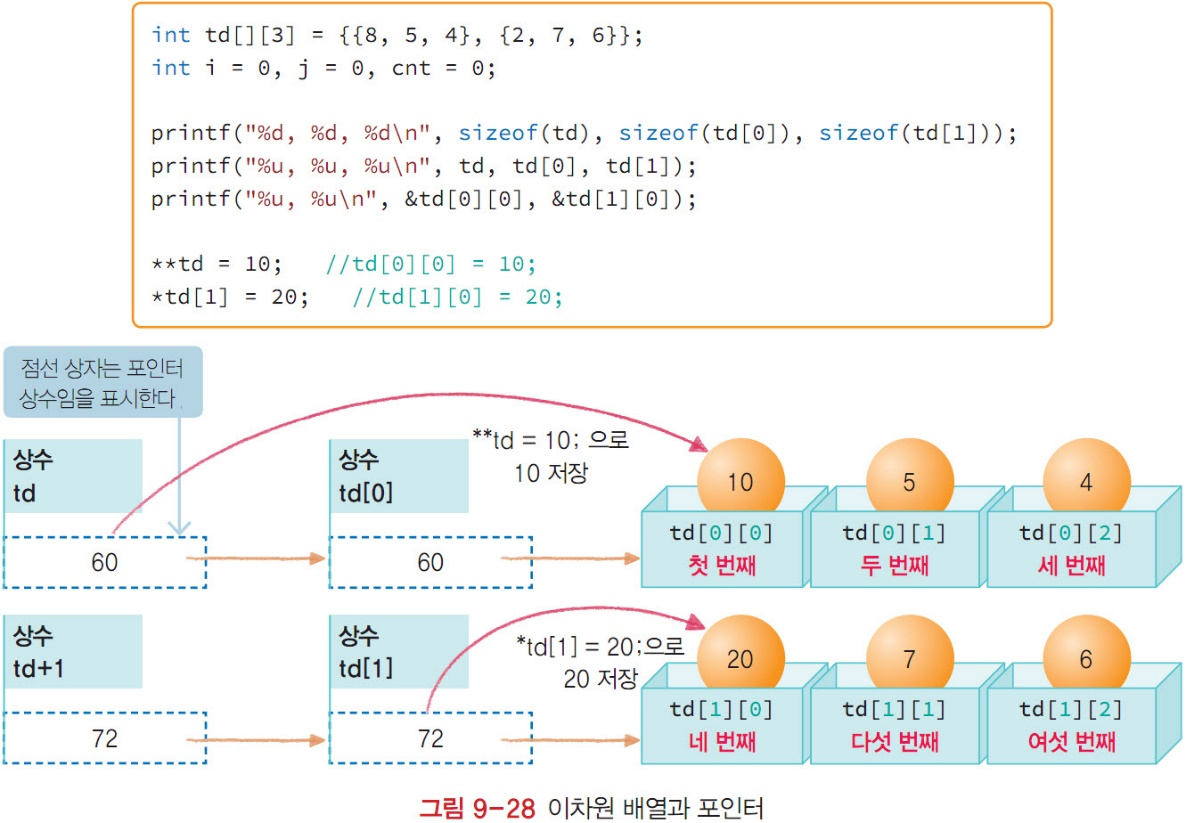 int td[][3] = {{8, 5, 4}, {2, 7, 6}};
int i = 0, j = 0, cnt = 0;
printf("%d, %d, %d\n", sizeof(td), sizeof(td[0]), sizeof(td[1]));
printf("%u, %u, %u\n", td, td[0], td[1]);
printf("%u, %u\n", &td[0][0], &td[1][0]);
**td = 10;   //td[0][0] = 10;
*td[1] = 20;   //td[1][0] = 20;
점선 상자는 포인터
상수임을 표시한다.
상수
td
60
상수
td[0]
60
**td = 10; 으로
10 저장
10
5
4
td[0][0]
첫 번째
td[0][1]
두 번째
td[0][2]
세 번째
상수
td+1
72
상수
td[1]
72
*td[1] = 20;으로
20 저장
20
7
6
td[1][0]
네 번째
td[1][1]
다섯 번째
td[1][2]
여섯 번째
그림 9-28 이차원 배열과 포인터